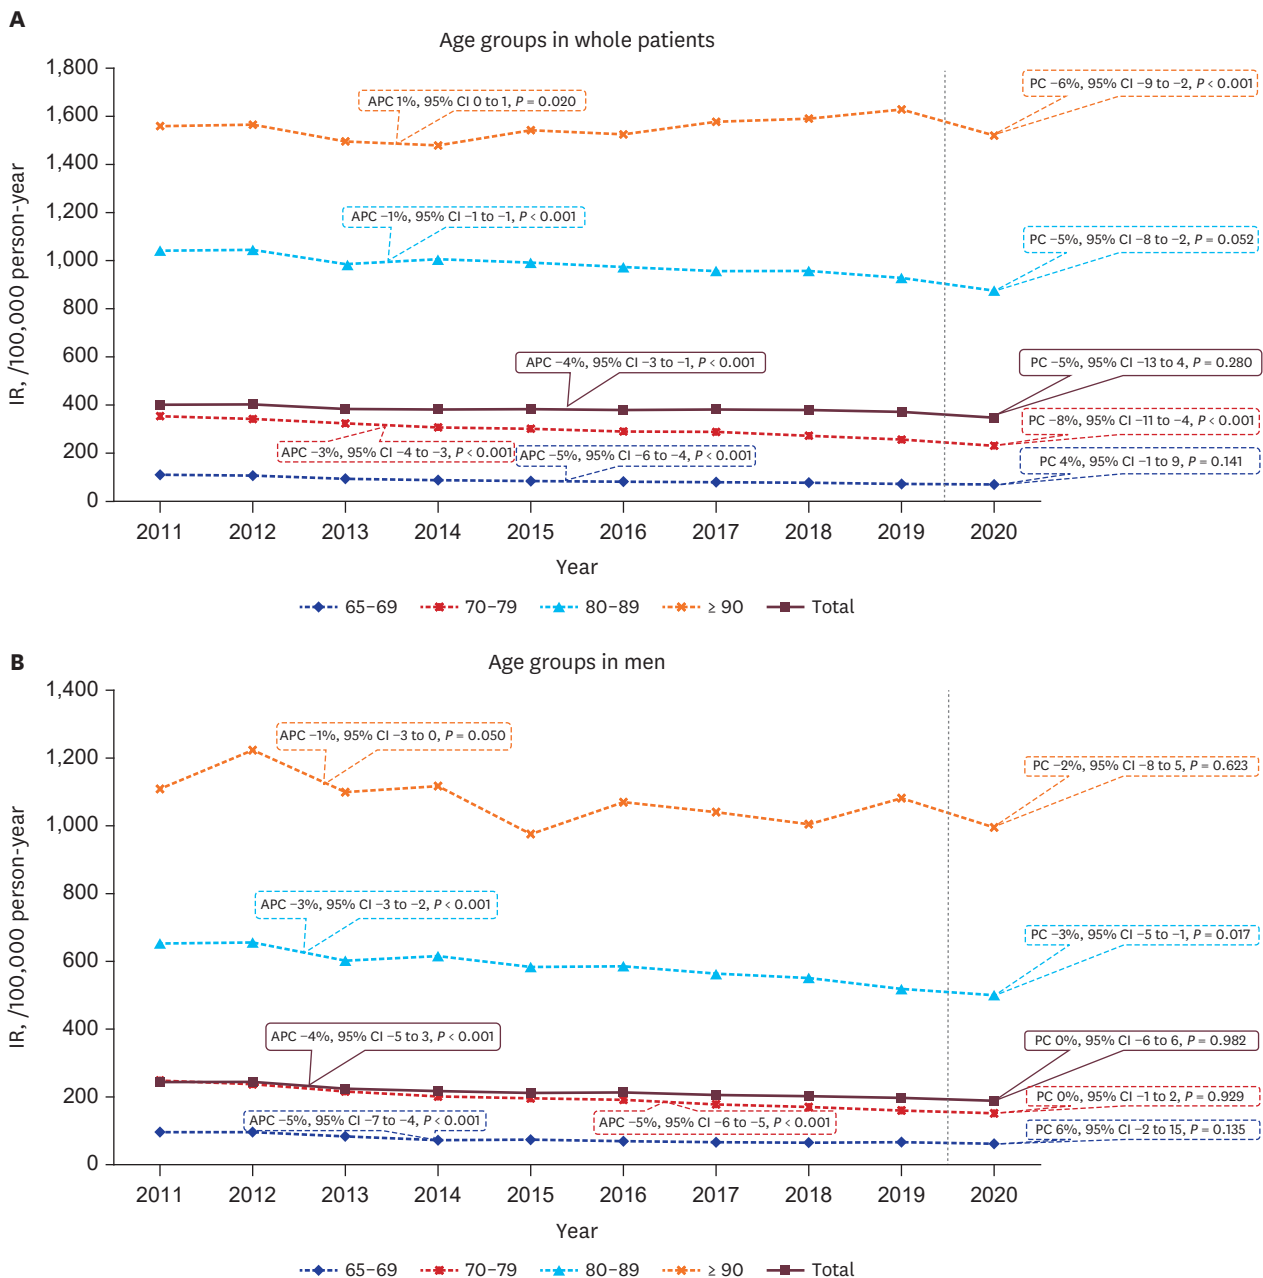 A
Age groups in whole patients
IR, /100,000 person-year
1,800
1,600
1,400
1,200
1,000
800
600
400
200
0
APC 1%, 95% CI 0 to 1, P = 0.020
PC −6%, 95% CI −9 to −2, P < 0.001
APC −1%, 95% CI −1 to −1, P < 0.001
PC −5%, 95% CI −8 to −2, P = 0.052
APC −4%, 95% CI −3 to −1, P < 0.001
PC −5%, 95% CI −13 to 4, P = 0.280
PC −8%, 95% CI −11 to −4, P < 0.001
APC −3%, 95% CI −4 to −3, P < 0.001
APC −5%, 95% CI −6 to −4, P < 0.001
PC 4%, 95% CI −1 to 9, P = 0.141
2011 2012 2013 2014 2015 2016 2017 2018 2019 2020
Year
65−69 70−79 80−89 ≥ 90 Total
B
Age groups in men
IR, /100,000 person-year
1,400
1,200
1,000
800
600
400
200
0
APC −1%, 95% CI −3 to 0, P = 0.050
PC −2%, 95% CI −8 to 5, P = 0.623
APC −3%, 95% CI −3 to −2, P < 0.001
PC −3%, 95% CI −5 to −1, P = 0.017
APC −4%, 95% CI −5 to 3, P < 0.001
PC 0%, 95% CI −6 to 6, P = 0.982
PC 0%, 95% CI −1 to 2, P = 0.929
APC −5%, 95% CI −7 to −4, P < 0.001
APC −5%, 95% CI −6 to −5, P < 0.001
PC 6%, 95% CI −2 to 15, P = 0.135
2011 2012 2013 2014 2015 2016 2017 2018 2019 2020
Year
65−69 70−79 80−89 ≥ 90 Total